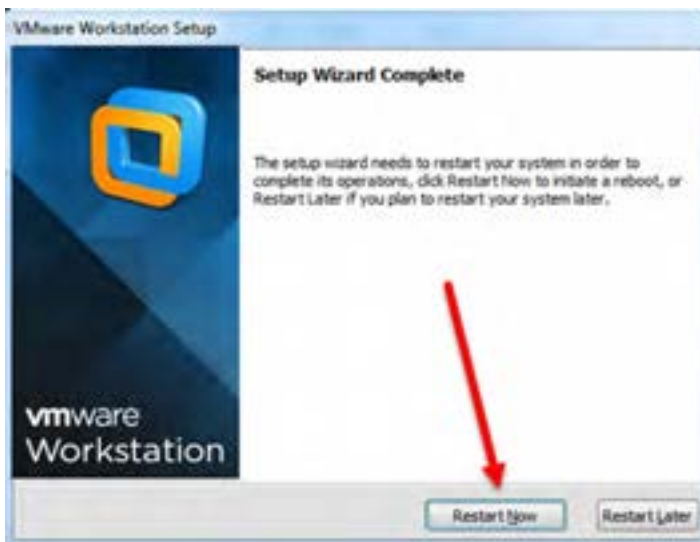 VMware Workstation Setup
Setup Wizard Complete
The setup wizard needs to restart your system in order to
complete its operations, click Restart Now to initiate a reboot, or
Restart Later if you plan to restart your system later.
vmware
Workstation
Restart Now
Restart Later